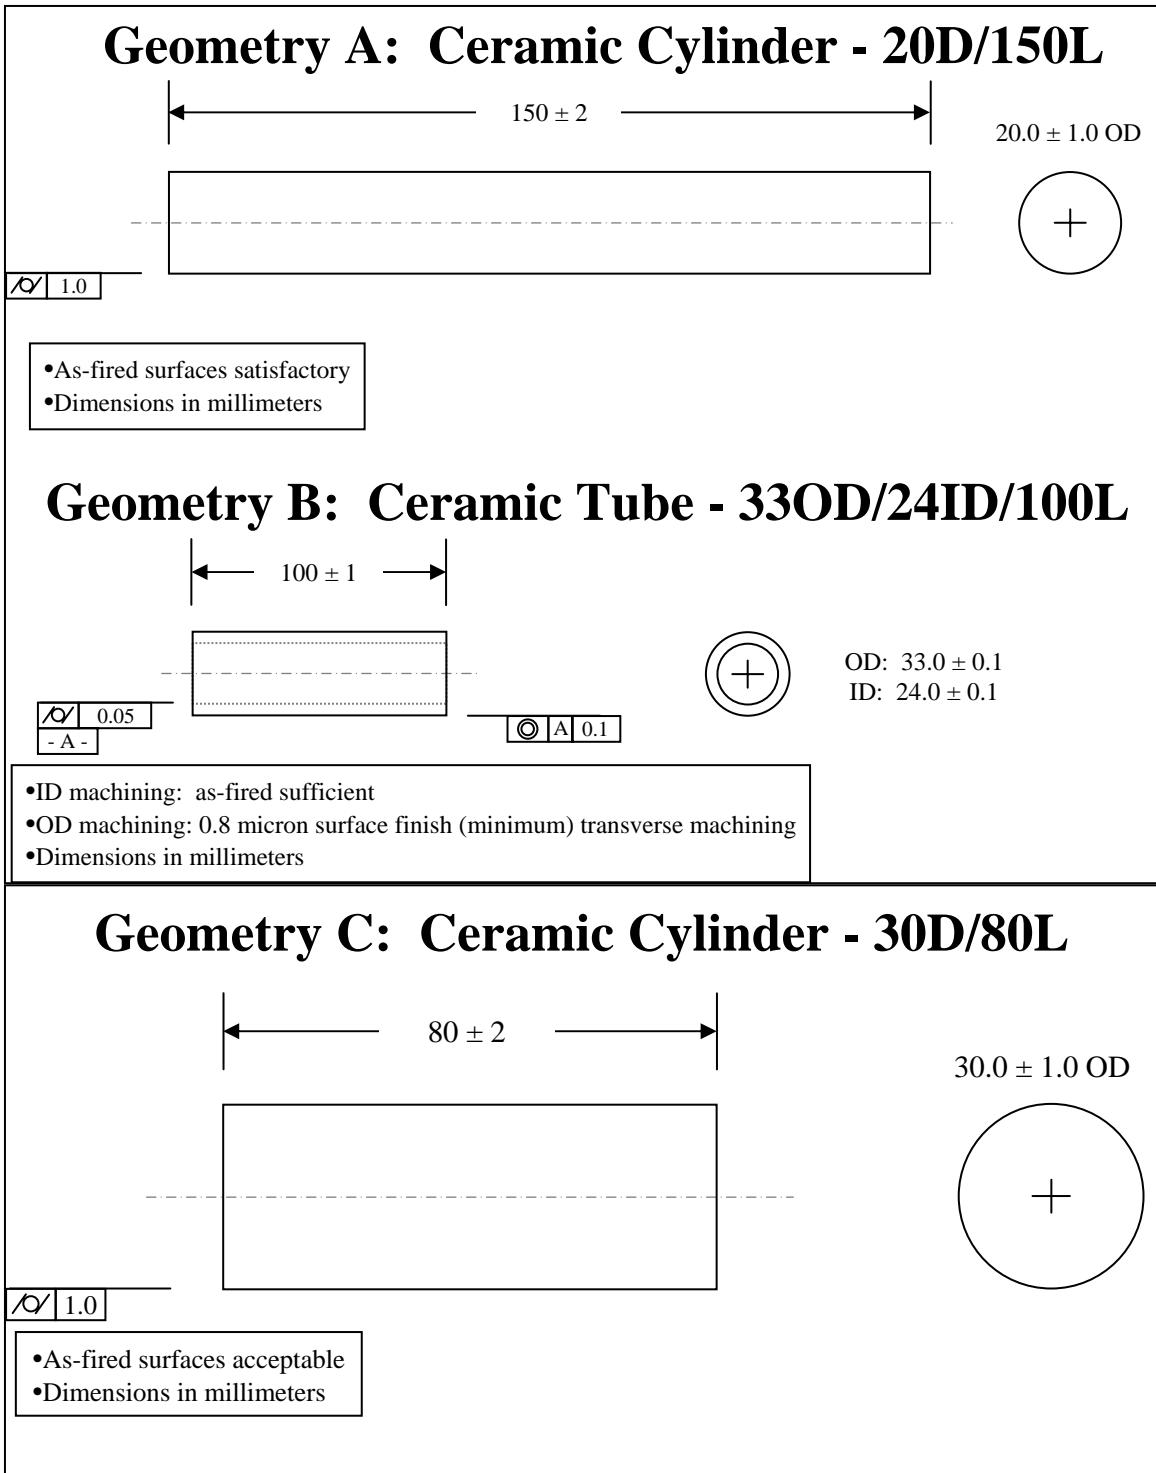 Geometry A: Ceramic Cylinder - 20D/150L
150 ± 2
20.0 ± 1.0 OD
1.0
•As-fired surfaces satisfactory
•Dimensions in millimeters
Geometry B: Ceramic Tube - 33OD/24ID/100L
100 ± 1
OD: 33.0 ± 0.1
ID: 24.0 ± 0.1
0.05
- A -
A 0.1
•ID machining: as-fired sufficient
•OD machining: 0.8 micron surface finish (minimum) transverse machining
•Dimensions in millimeters
Geometry C: Ceramic Cylinder - 30D/80L
80 ± 2
30.0 ± 1.0 OD
1.0
•As-fired surfaces acceptable
•Dimensions in millimeters